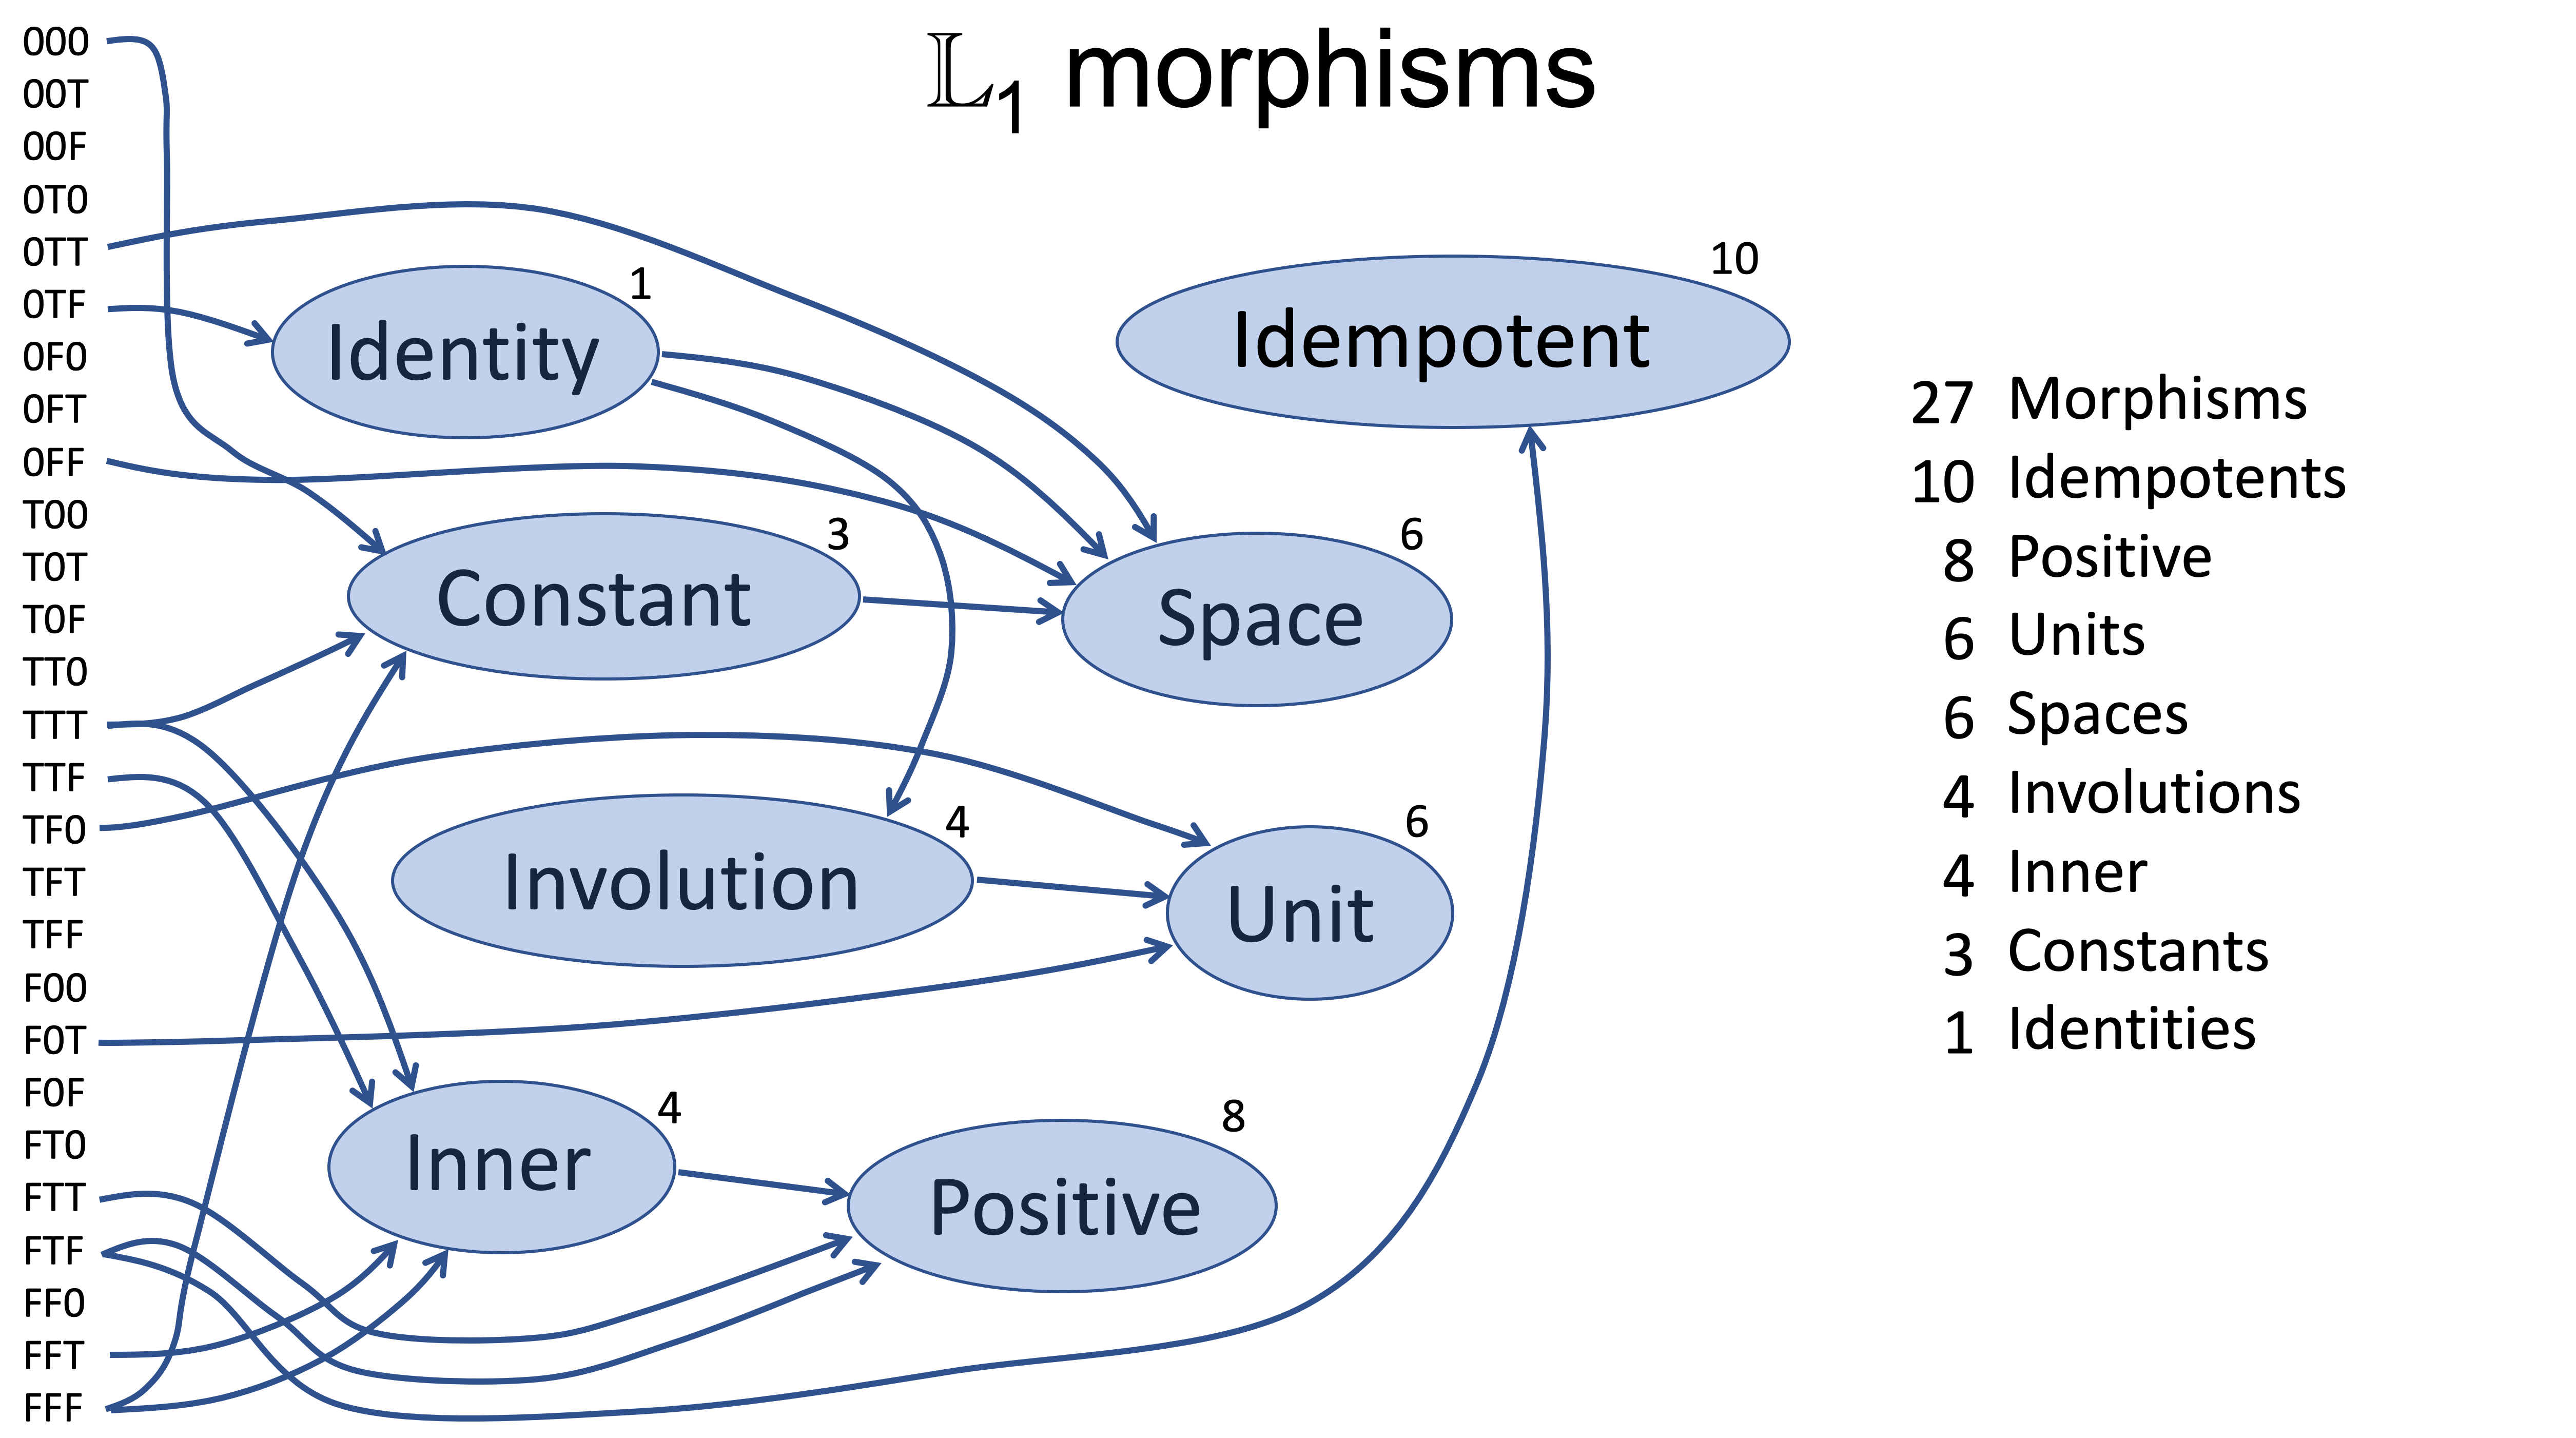 𝕃1 morphisms
000
00T
00F
0T0
0TT
0TF
0F0
0FT
0FF
T00
T0T
T0F
TT0
TTT
TTF
TF0
TFT
TFF
F00
F0T
F0F
FT0
FTT
FTF
FF0
FFT
FFF
Identity
1
Constant
3
Involution
4
Inner
4
Idempotent
10
Space
6
Unit
6
Positive
8
27 Morphisms
10 Idempotents
8 Positive
6 Units
6 Spaces
4 Involutions
4 Inner
3 Constants
1 Identities